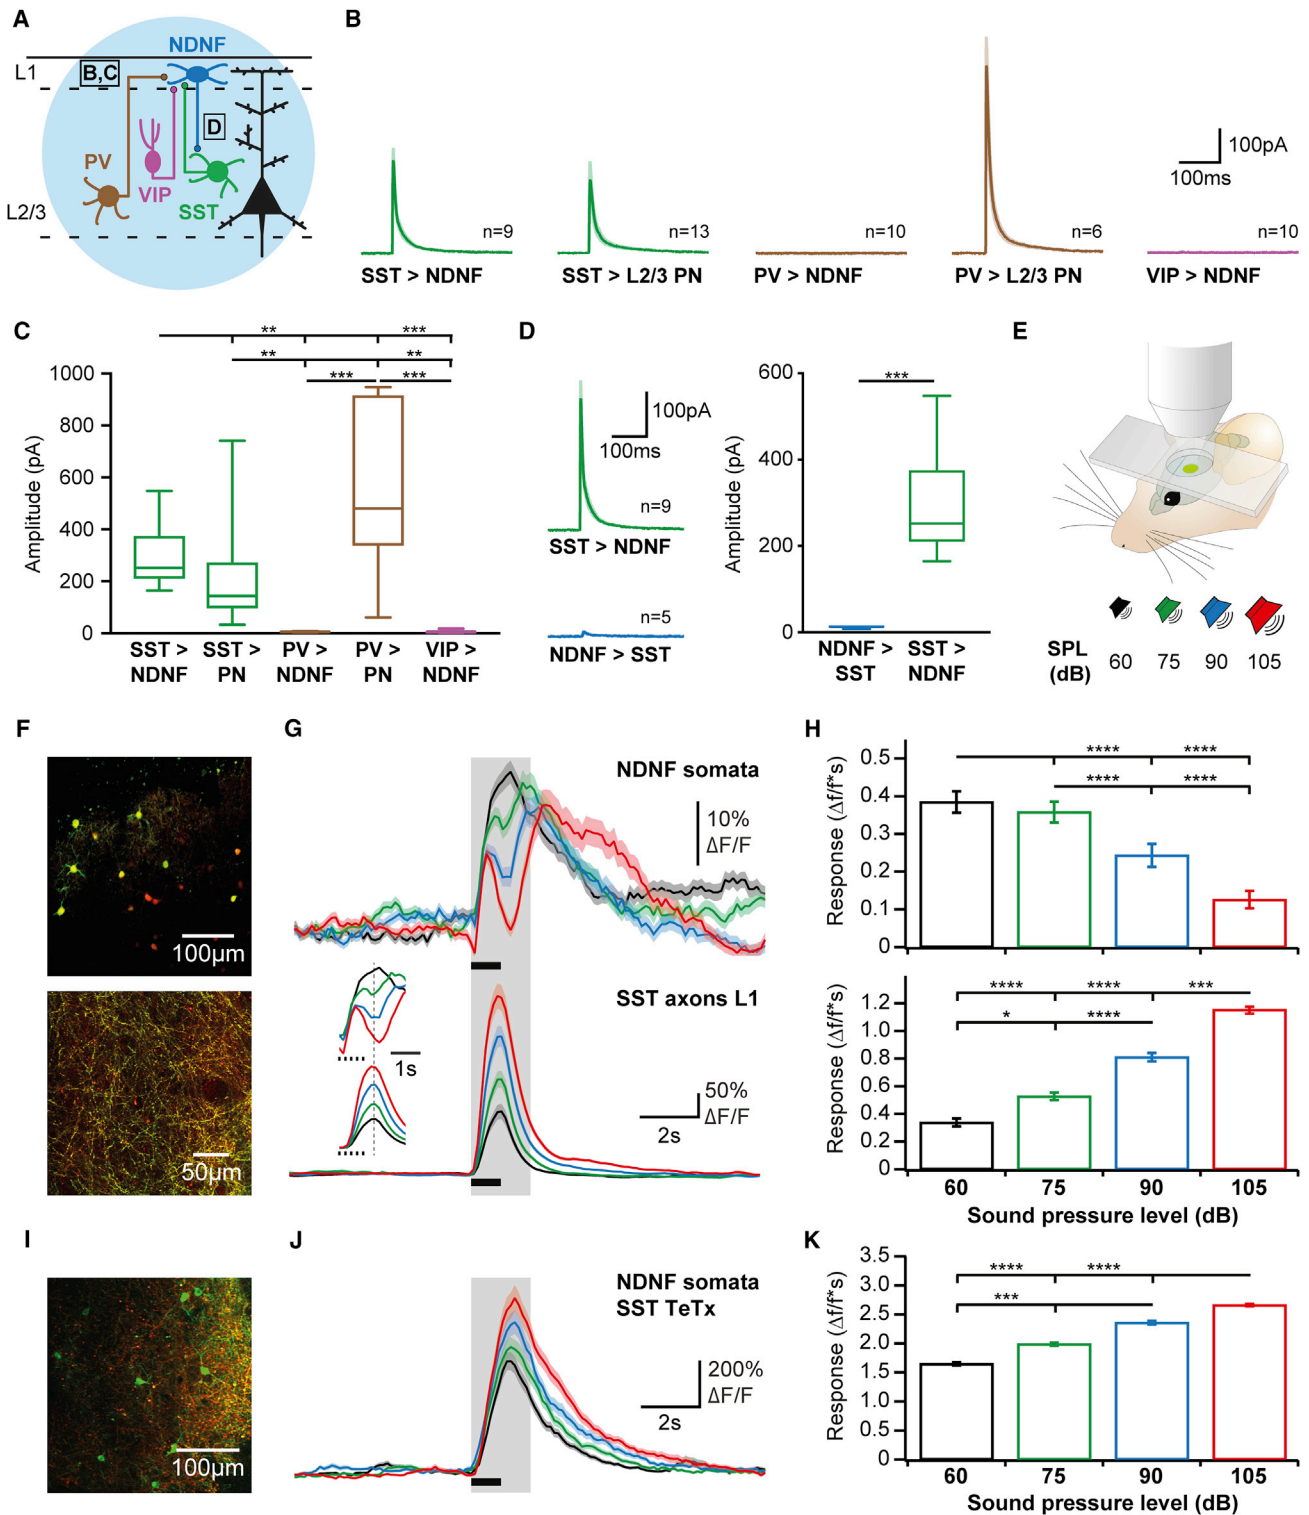 A
NDNF
L1
B,C
D
PV
VIP
SST
L2/3
B
100pA
100ms
n=9
n=13
n=10
n=6
n=10
SST > NDNF
SST > L2/3 PN
PV > NDNF
PV > L2/3 PN
VIP > NDNF
C
** ***
** **
*** ***
1000
800
600
400
200
0
Amplitude (pA)
SST > NDNF
SST > PN
PV > NDNF
PV > PN
VIP > NDNF
D
100pA
100ms
n=9
SST > NDNF
n=5
NDNF > SST
***
600
400
200
0
Amplitude (pA)
NDNF > SST
SST > NDNF
E
SPL (dB)
60 75 90 105
F
100µm
50µm
G
NDNF somata
10% ΔF/F
SST axons L1
1s
50% ΔF/F
2s
H
**** ****
**** ****
0.5
0.4
0.3
0.2
0.1
0
Response (Δf/f*s)
**** **** ***
* ****
1.2
1.0
0.8
0.6
0.4
0.2
0
Response (Δf/f*s)
60 75 90 105
Sound pressure level (dB)
I
100µm
J
NDNF somata
SST TeTx
200% ΔF/F
2s
K
**** ****
***
3.5
3.0
2.5
2.0
1.5
1.0
0.5
0
Response (Δf/f*s)
60 75 90 105
Sound pressure level (dB)